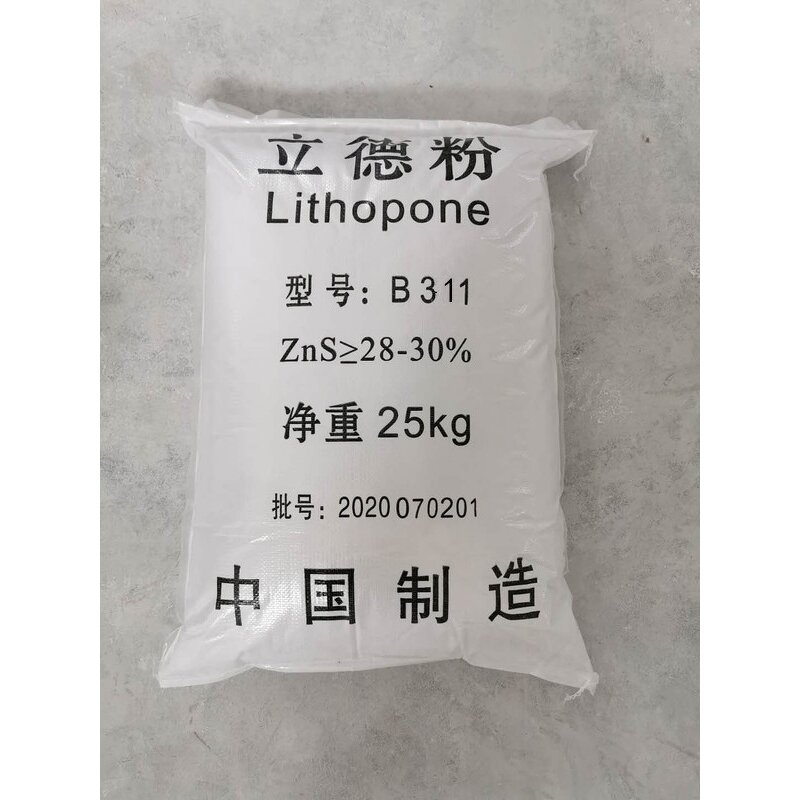 立德粉
Lithopone
型号：B311
ZnS≥28-30%
净重 25kg
批号：2020070201
中国制造